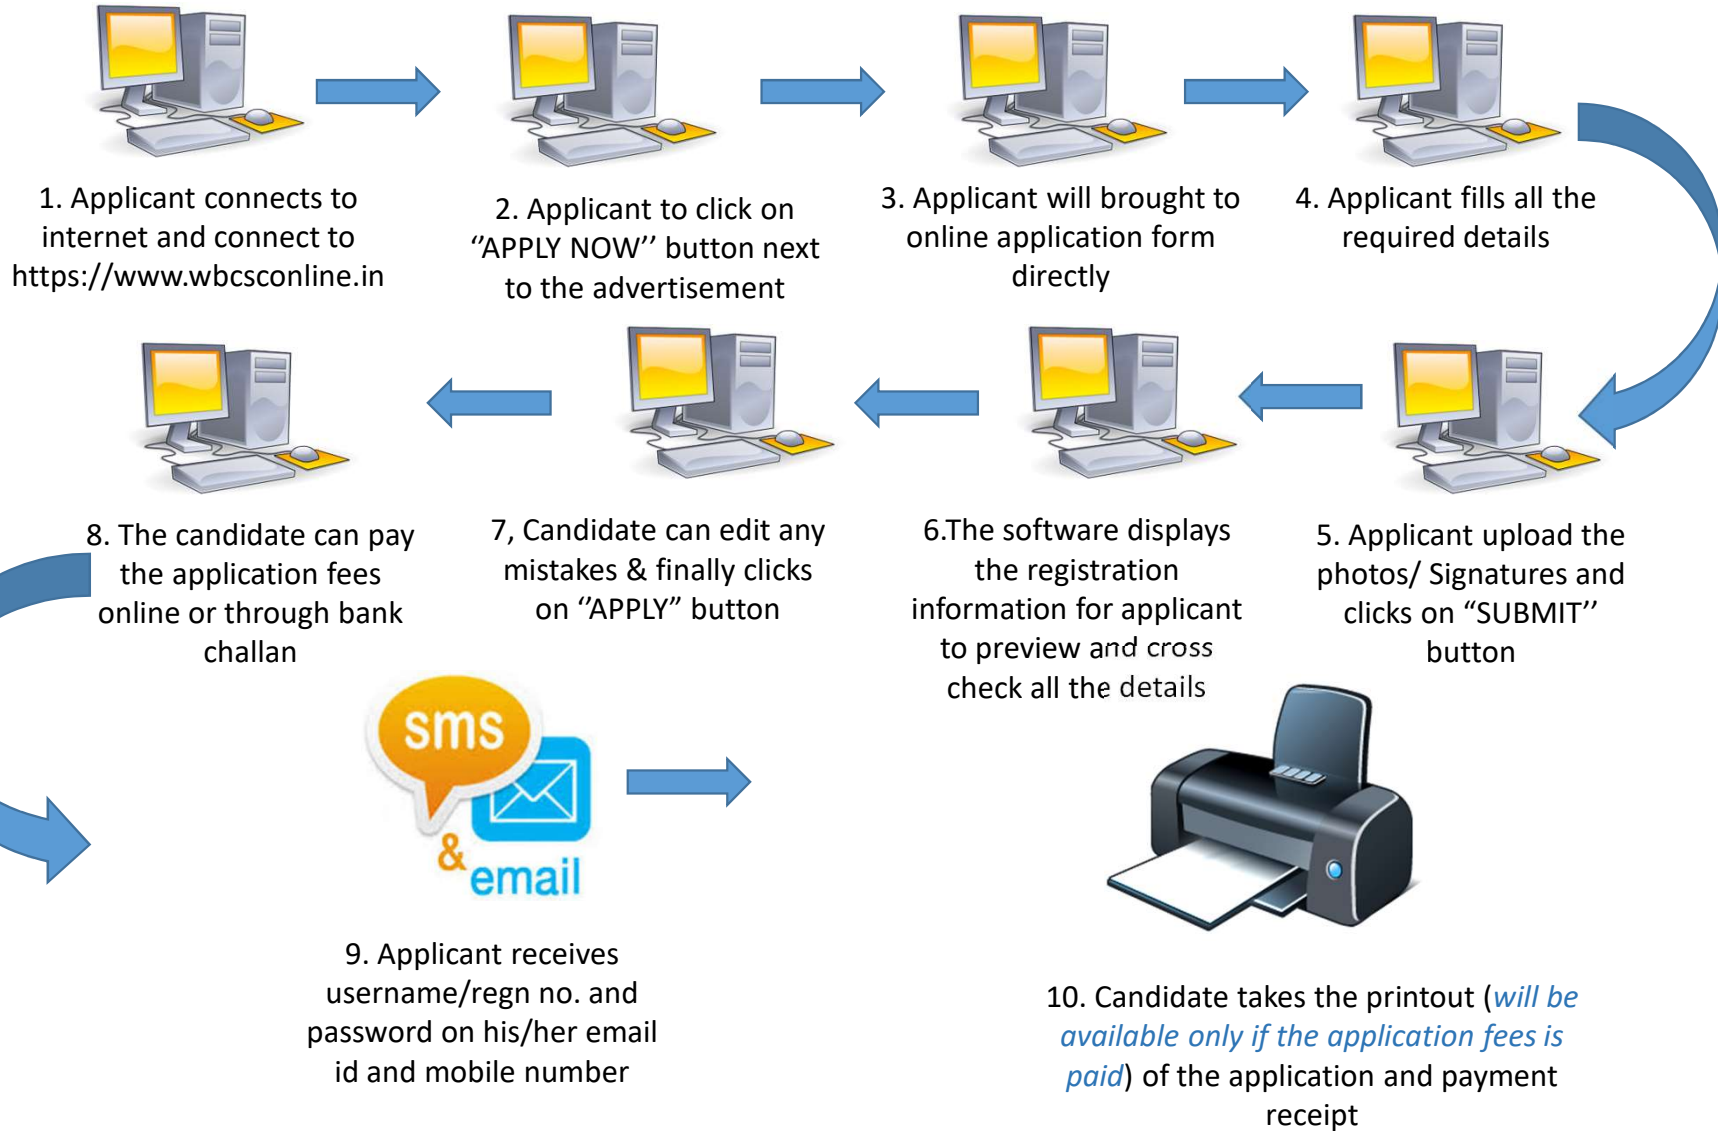 1. Applicant connects to
internet and connect to
https://www.wbcsconline.in
2. Applicant to click on
‘’APPLY NOW’’ button next
to the advertisement
3. Applicant will brought to
online application form
directly
4. Applicant fills all the
required details
5. Applicant upload the
photos/ Signatures and
clicks on “SUBMIT’’
button
6.The software displays
the registration
information for applicant
to preview and cross
check all the details
7, Candidate can edit any
mistakes & finally clicks
on ‘’APPLY” button
8. The candidate can pay
the application fees
online or through bank
challan
sms
&
email
9. Applicant receives
username/regn no. and
password on his/her email
id and mobile number
10. Candidate takes the printout (will be
available only if the application fees is
paid) of the application and payment
receipt